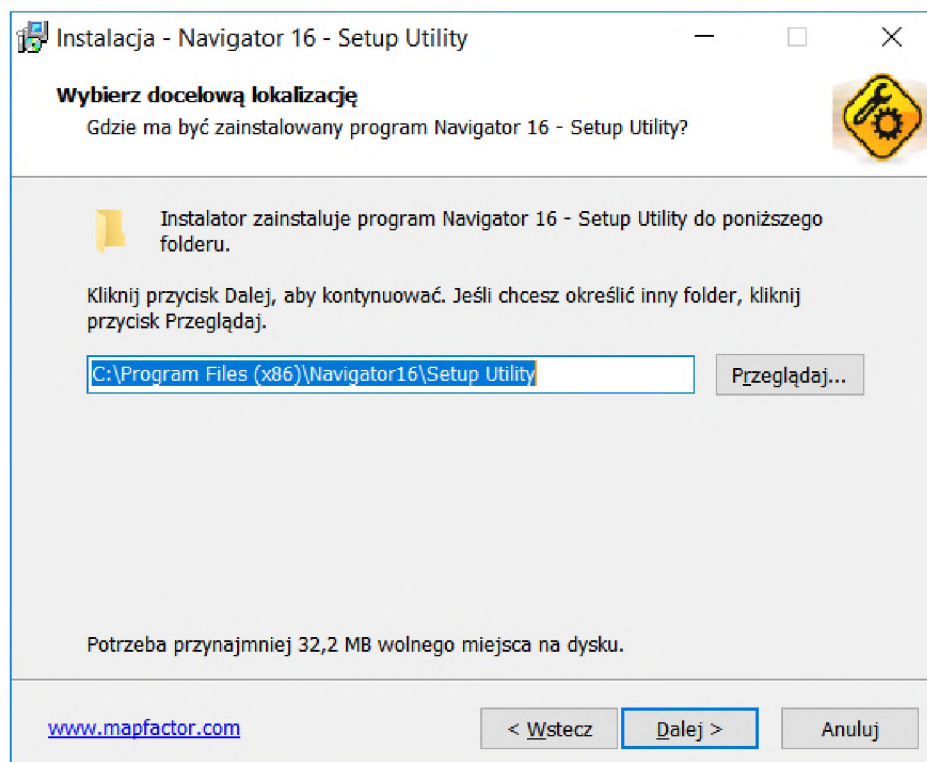 Instalacja - Navigator 16 - Setup Utility
Wybierz docelową lokalizację
Gdzie ma być zainstalowany program Navigator 16 - Setup Utility?
Instalator zainstaluje program Navigator 16 - Setup Utility do poniższego
folderu.
Kliknij przycisk Dalej, aby kontynuować. Jeśli chcesz określić inny folder, kliknij
przycisk Przeglądaj.
C:\Program Files (x86)\Navigator16\Setup Utility
Przeglądaj...
Potrzeba przynajmniej 32,2 MB wolnego miejsca na dysku.
www.mapfactor.com
< Wstecz
Dalej >
Anuluj